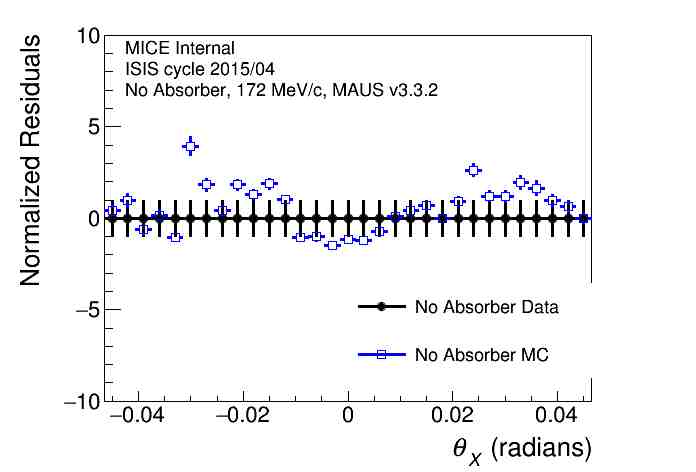 Normalized Residuals
10
5
0
−5
−10
MICE Internal
ISIS cycle 2015/04
No Absorber, 172 MeV/c, MAUS v3.3.2
No Absorber Data
No Absorber MC
−0.04 −0.02 0 0.02 0.04
θX (radians)